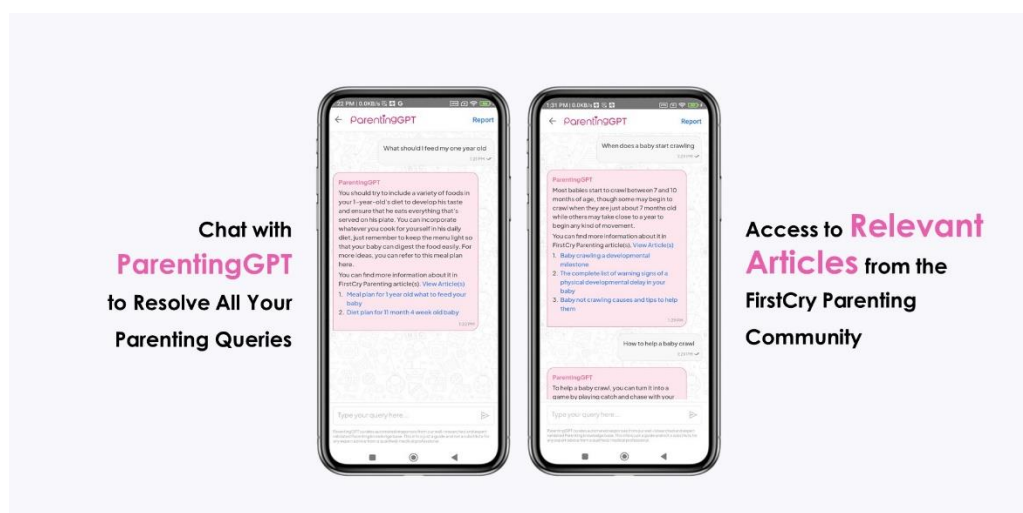 Chat with
ParentingGPT
to Resolve All Your
Parenting Queries
ParentingGPT
Report
What should I feed my one year old
ParentingGPT
You should try to include a variety of foods in
your 1-year-old's diet to develop his taste
and ensure that he eats everything that's
served on his plate. You can incorporate
whatever you cook for yourself in his daily
diet, just remember to keep the menu light so
that your baby can digest the food easily. For
more ideas, you can refer to this meal plan
here.
You can find more information about it in
FirstCry Parenting article(s). View Article(s)
1. Meal plan for 1 year old what to feed your
baby
2. Diet plan for 11 month 4 week old baby
Type your query here...
1:31 PM | 0.0KB/s
ParentingGPT
Report
When does a baby start crawling
ParentingGPT
Most babies start to crawl between 7 and 10
months of age, though some may begin to
crawl when they are just about 7 months old
while others may take close to a year to
begin any kind of movement.
You can find more information about it in
FirstCry Parenting article(s). View Article(s)
1. Baby crawling a developmental
milestone
2. The complete list of warning signs of a
physical developmental delay in your
baby
3. Baby not crawling causes and tips to help
them
How to help a baby crawl
ParentingGPT
To help a baby crawl, you can turn it into a
game by playing catch and chase with your
Type your query here...
Access to Relevant
Articles from the
FirstCry Parenting
Community